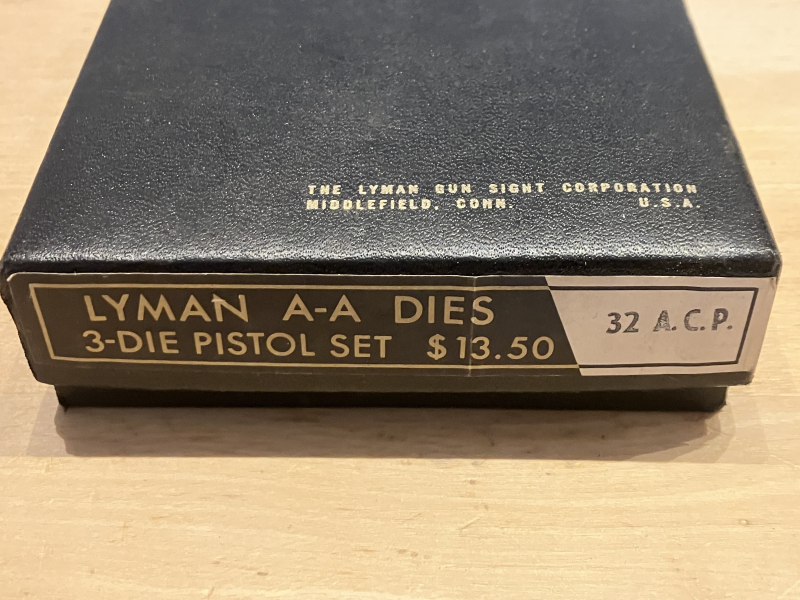 THE LYMAN GUN SIGHT CORPORATION
MIDDLEFIELD, CONN. U.S.A.
LYMAN A-A DIES
3-DIE PISTOL SET $13.50
32 A.C.P.